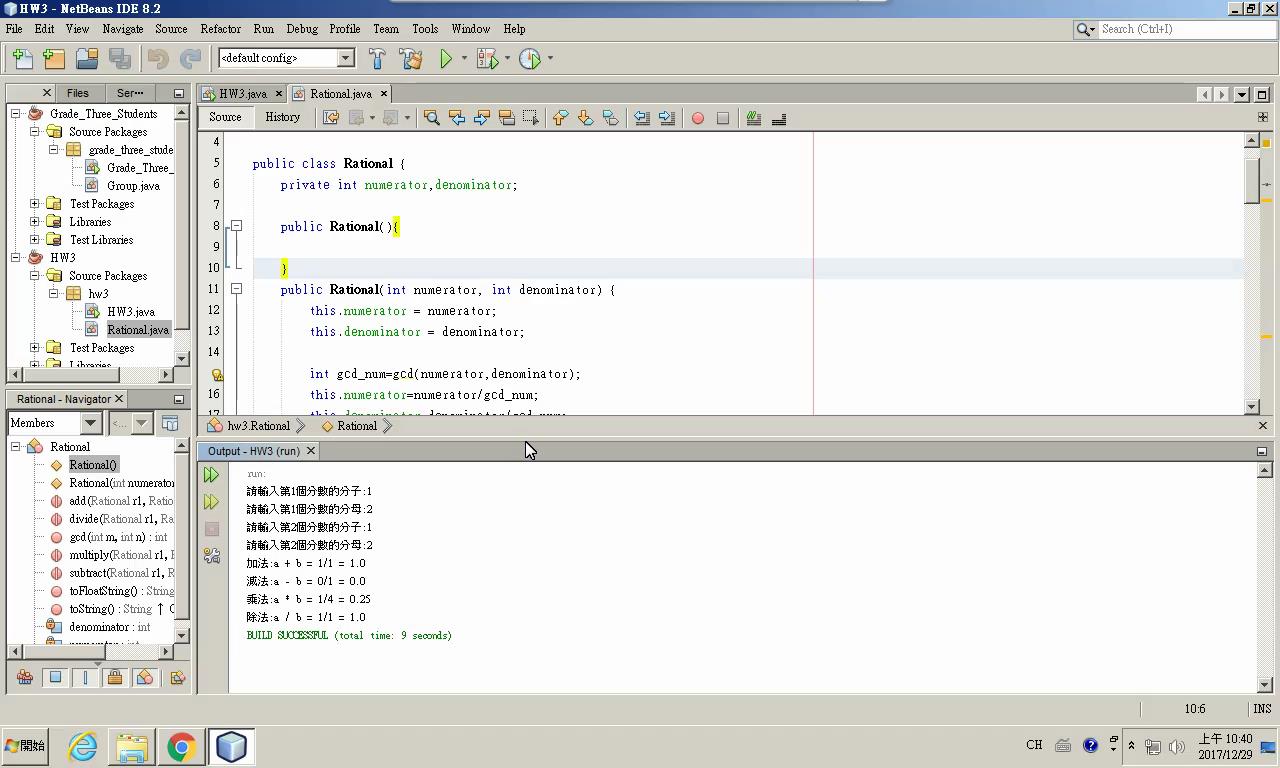 HW3 - NetBeans IDE 8.2
File Edit View Navigate Source Refactor Run Debug Profile Team Tools Window Help
Search (Ctrl+I)
<default config>
Files Ser···
Grade_Three_Students
Source Packages
grade_three_stude
Grade_Three_
Group.java
Test Packages
Libraries
Test Libraries
HW3
Source Packages
hw3
HW3.java
Rational.java
Test Packages
Libraries
HW3.java Rational.java
Source History
4
5 public class Rational {
6 private int numerator,denominator;
7
8 public Rational(){
9
10 }
11 public Rational(int numerator, int denominator) {
12 this.numerator = numerator;
13 this.denominator = denominator;
14
int gcd_num=gcd(numerator,denominator);
16 this.numerator=numerator/gcd_num;
17 this.denominator=denominator/gcd_num;
hw3.Rational Rational
Rational - Navigator
Members <...
Rational
Rational()
Rational(int numerator
add(Rational r1, Ratio
divide(Rational r1, Ra
gcd(int m, int n) : int
multiply(Rational r1, F
subtract(Rational r1, F
toFloatString() : String
toString() : String ↑ C
denominator : int
numerator : int
Output - HW3 (run)
run:
請輸入第1個分數的分子:1
請輸入第1個分數的分母:2
請輸入第2個分數的分子:1
請輸入第2個分數的分母:2
加法:a + b = 1/1 = 1.0
減法:a - b = 0/1 = 0.0
乘法:a * b = 1/4 = 0.25
除法:a / b = 1/1 = 1.0
BUILD SUCCESSFUL (total time: 9 seconds)
10:6 INS
開始
CH
上午 10:40
2017/12/29